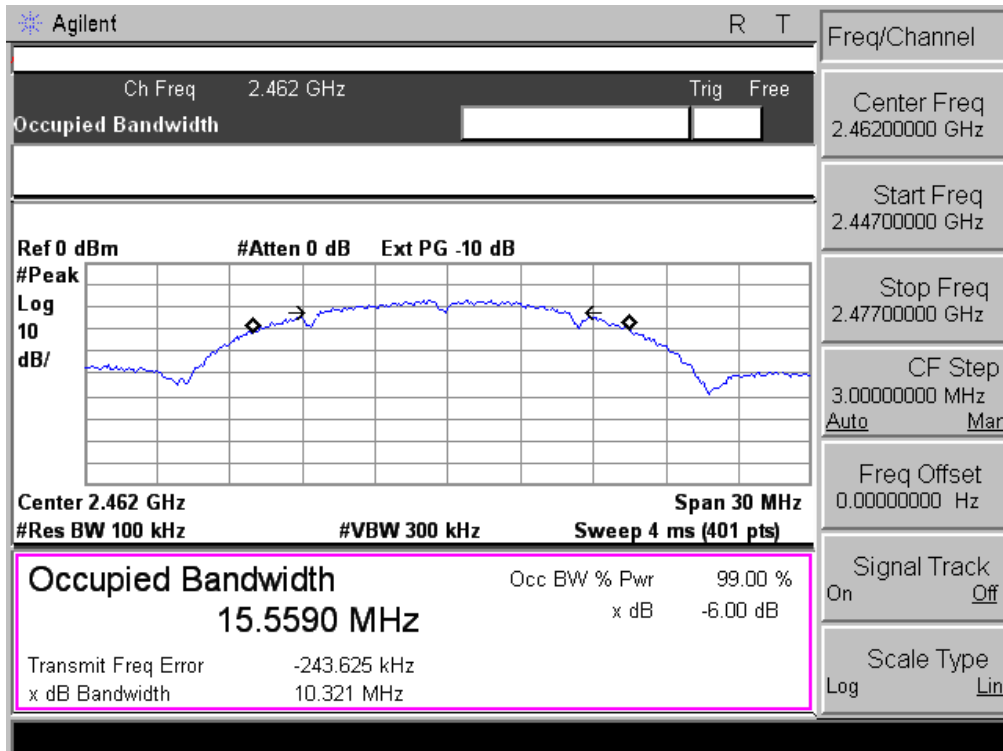 Agilent R T
Ch Freq 2.462 GHz Trig Free
Occupied Bandwidth
Ref 0 dBm #Atten 0 dB Ext PG -10 dB
#Peak
Log
10
dB/
Center 2.462 GHz Span 30 MHz
#Res BW 100 kHz #VBW 300 kHz Sweep 4 ms (401 pts)
Occupied Bandwidth Occ BW % Pwr 99.00 %
15.5590 MHz x dB -6.00 dB
Transmit Freq Error -243.625 kHz
x dB Bandwidth 10.321 MHz
Freq/Channel
Center Freq
2.46200000 GHz
Start Freq
2.44700000 GHz
Stop Freq
2.47700000 GHz
CF Step
3.00000000 MHz
Auto Man
Freq Offset
0.00000000 Hz
Signal Track
On Off
Scale Type
Log Lin